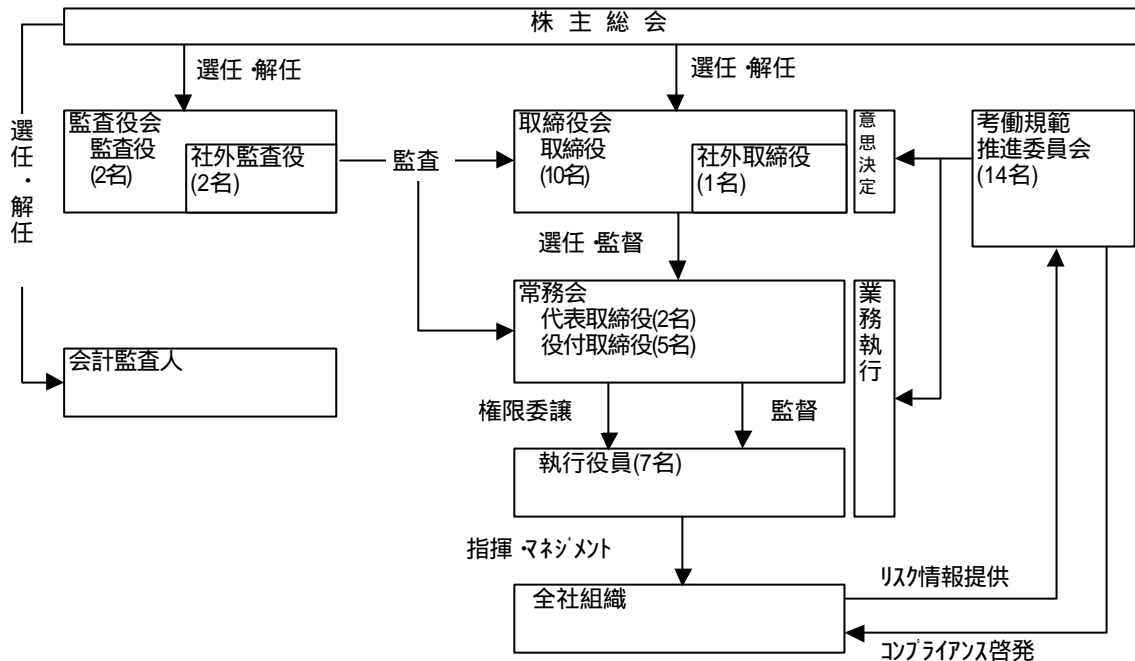 株 主 総 会
選任・解任
選任・解任
選任・解任
監査役会
監査役
(2名)
社外監査役
(2名)
監査
取締役会
取締役
(10名)
社外取締役
(1名)
意思決定
考働規範
推進委員会
(14名)
選任・監督
常務会
代表取締役(2名)
役付取締役(5名)
業務執行
会計監査人
権限委譲
監督
執行役員(7名)
指揮・マネジメント
全社組織
リスク情報提供
コンプライアンス啓発